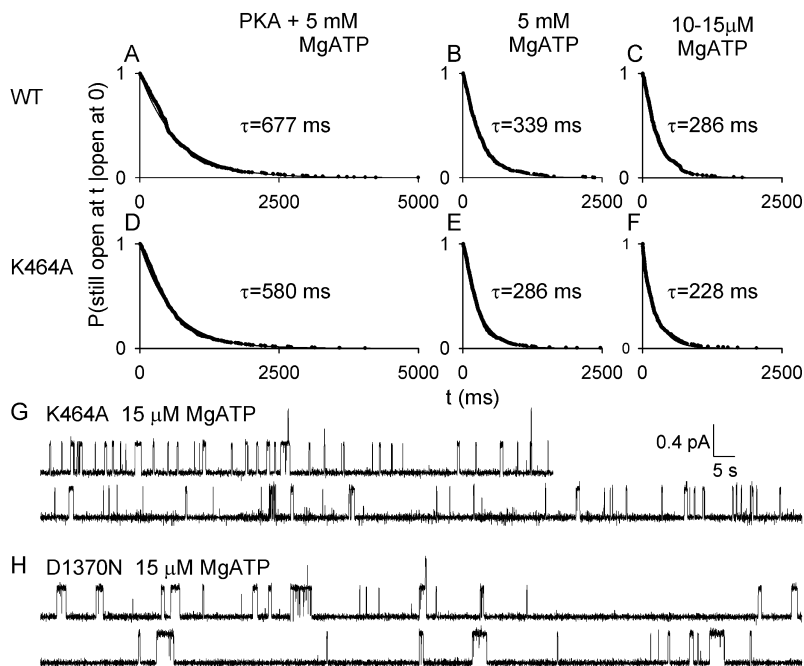 PKA + 5 mM MgATP
5 mM MgATP
10-15μM MgATP
WT
K464A
P(still open at t |open at 0)
A
1
0
τ=677 ms
0 2500 5000
B
1
0
τ=339 ms
0 2500
C
1
0
τ=286 ms
0 2500
D
1
0
τ=580 ms
0 2500 5000
E
1
0
τ=286 ms
0 2500
F
1
0
τ=228 ms
0 2500
t (ms)
G K464A 15 μM MgATP
0.4 pA
5 s
H D1370N 15 μM MgATP